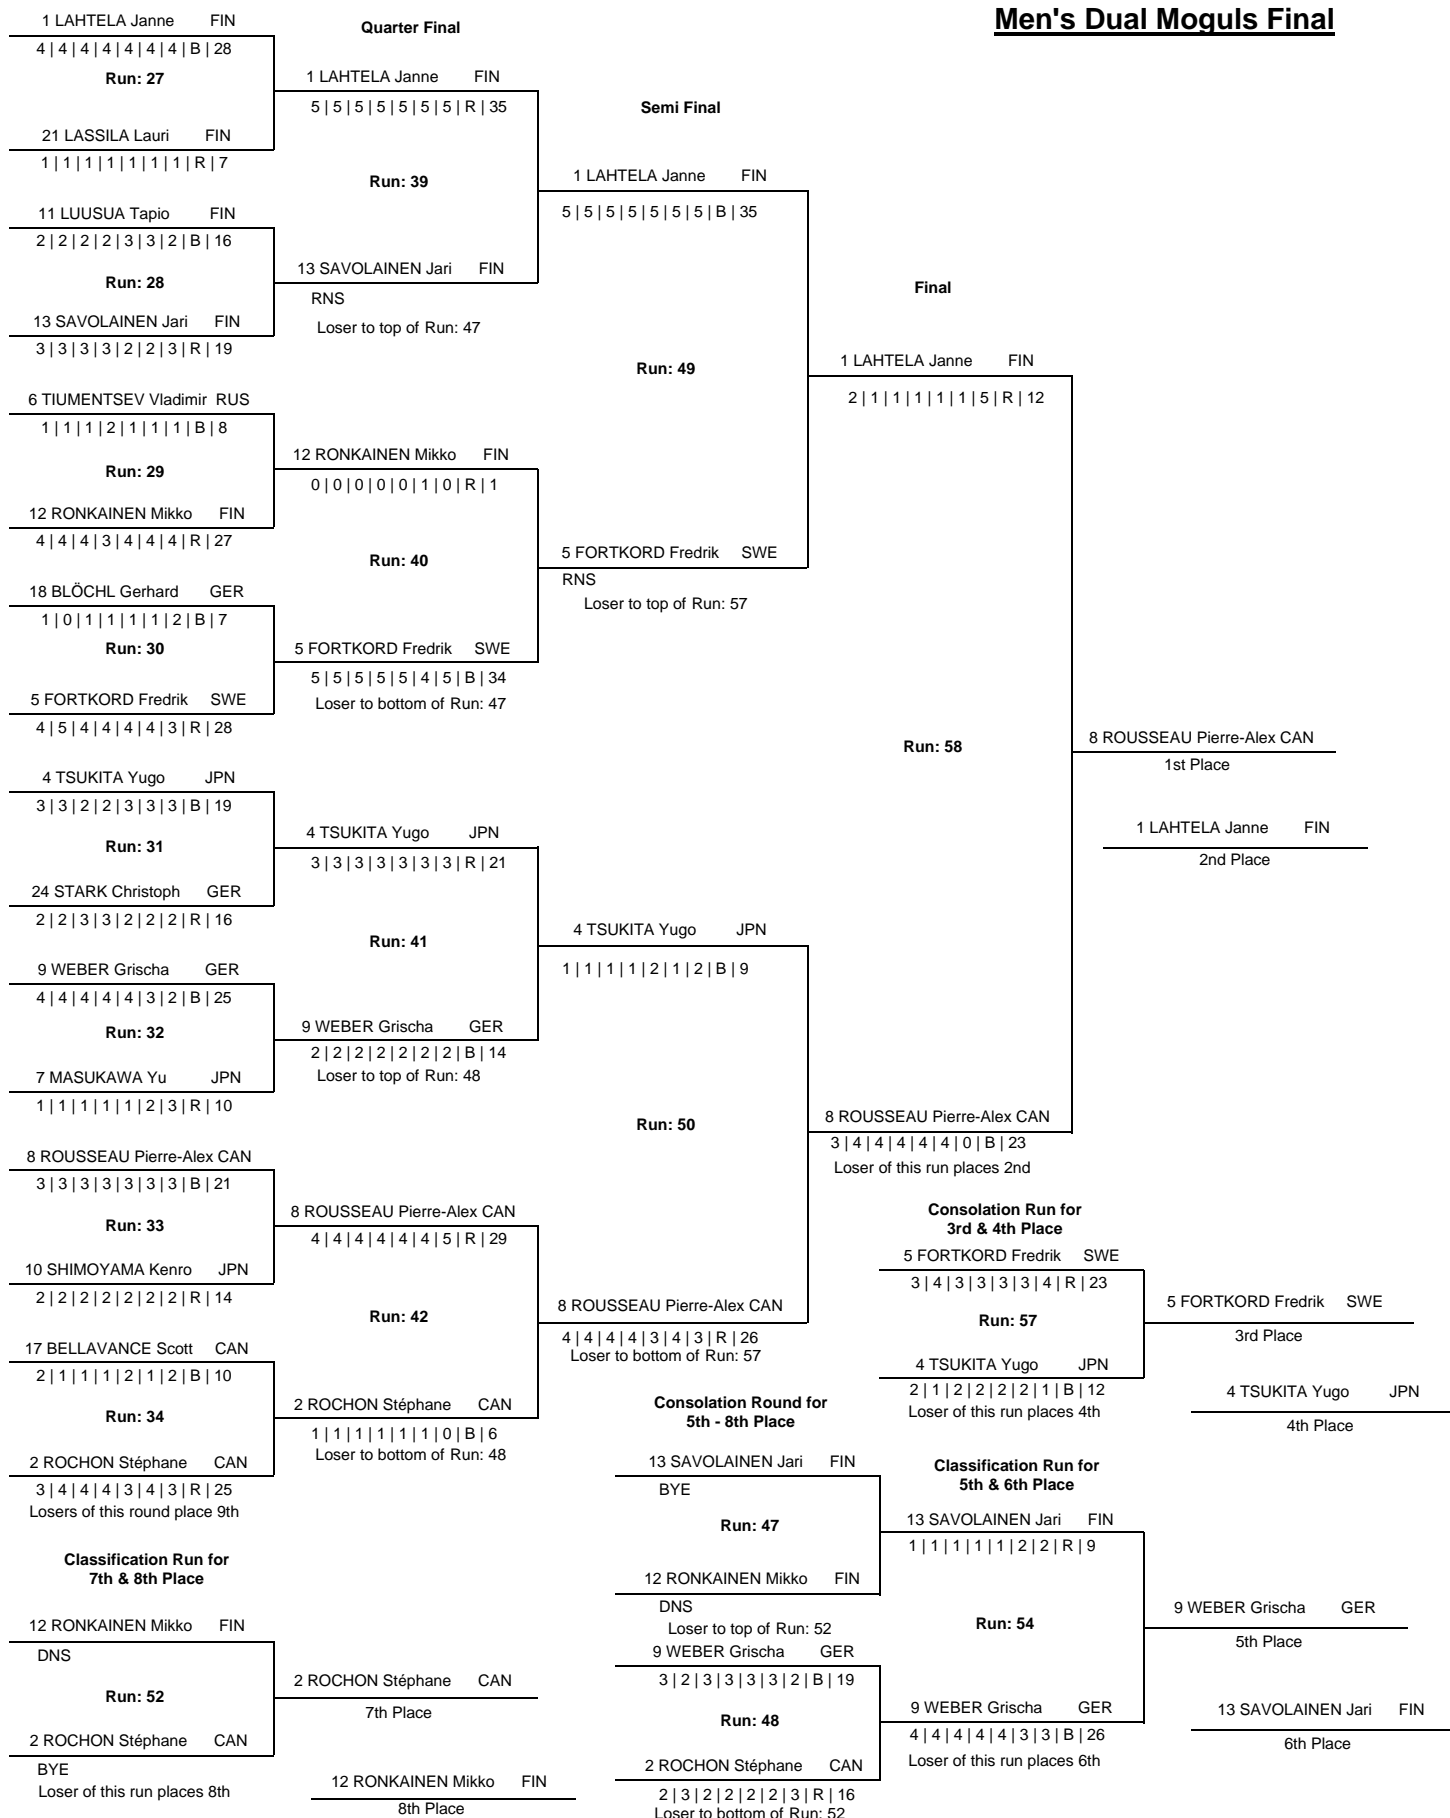 Men's Dual Moguls Final
1 LAHTELA Janne FIN
4 | 4 | 4 | 4 | 4 | 4 | 4 | B | 28
Run: 27
21 LASSILA Lauri FIN
1 | 1 | 1 | 1 | 1 | 1 | 1 | R | 7
11 LUUSUA Tapio FIN
2 | 2 | 2 | 2 | 3 | 3 | 2 | B | 16
Run: 28
13 SAVOLAINEN Jari FIN
3 | 3 | 3 | 3 | 2 | 2 | 3 | R | 19
6 TIUMENTSEV Vladimir RUS
1 | 1 | 1 | 2 | 1 | 1 | 1 | B | 8
Run: 29
12 RONKAINEN Mikko FIN
4 | 4 | 4 | 3 | 4 | 4 | 4 | R | 27
18 BLÖCHL Gerhard GER
1 | 0 | 1 | 1 | 1 | 1 | 2 | B | 7
Run: 30
5 FORTKORD Fredrik SWE
4 | 5 | 4 | 4 | 4 | 4 | 3 | R | 28
4 TSUKITA Yugo JPN
3 | 3 | 2 | 2 | 3 | 3 | 3 | B | 19
Run: 31
24 STARK Christoph GER
2 | 2 | 3 | 3 | 2 | 2 | 2 | R | 16
9 WEBER Grischa GER
4 | 4 | 4 | 4 | 4 | 3 | 2 | B | 25
Run: 32
7 MASUKAWA Yu JPN
1 | 1 | 1 | 1 | 1 | 2 | 3 | R | 10
8 ROUSSEAU Pierre-Alex CAN
3 | 3 | 3 | 3 | 3 | 3 | 3 | B | 21
Run: 33
10 SHIMOYAMA Kenro JPN
2 | 2 | 2 | 2 | 2 | 2 | 2 | R | 14
17 BELLAVANCE Scott CAN
2 | 1 | 1 | 1 | 2 | 1 | 2 | B | 10
Run: 34
2 ROCHON Stéphane CAN
3 | 4 | 4 | 4 | 3 | 4 | 3 | R | 25
Losers of this round place 9th
Quarter Final
1 LAHTELA Janne FIN
5 | 5 | 5 | 5 | 5 | 5 | 5 | R | 35
Run: 39
13 SAVOLAINEN Jari FIN
RNS
Loser to top of Run: 47
12 RONKAINEN Mikko FIN
0 | 0 | 0 | 0 | 0 | 1 | 0 | R | 1
Run: 40
5 FORTKORD Fredrik SWE
5 | 5 | 5 | 5 | 5 | 4 | 5 | B | 34
Loser to bottom of Run: 47
4 TSUKITA Yugo JPN
3 | 3 | 3 | 3 | 3 | 3 | 3 | R | 21
Run: 41
9 WEBER Grischa GER
2 | 2 | 2 | 2 | 2 | 2 | 2 | B | 14
Loser to top of Run: 48
8 ROUSSEAU Pierre-Alex CAN
4 | 4 | 4 | 4 | 4 | 4 | 5 | R | 29
Run: 42
2 ROCHON Stéphane CAN
1 | 1 | 1 | 1 | 1 | 1 | 0 | B | 6
Loser to bottom of Run: 48
Semi Final
1 LAHTELA Janne FIN
5 | 5 | 5 | 5 | 5 | 5 | 5 | B | 35
Run: 49
5 FORTKORD Fredrik SWE
RNS
Loser to top of Run: 57
4 TSUKITA Yugo JPN
1 | 1 | 1 | 1 | 2 | 1 | 2 | B | 9
Run: 50
8 ROUSSEAU Pierre-Alex CAN
4 | 4 | 4 | 4 | 3 | 4 | 3 | R | 26
Loser to bottom of Run: 57
Final
1 LAHTELA Janne FIN
2 | 1 | 1 | 1 | 1 | 1 | 5 | R | 12
Run: 58
8 ROUSSEAU Pierre-Alex CAN
3 | 4 | 4 | 4 | 4 | 4 | 0 | B | 23
Loser of this run places 2nd
8 ROUSSEAU Pierre-Alex CAN
1st Place
1 LAHTELA Janne FIN
2nd Place
Consolation Run for
3rd & 4th Place
5 FORTKORD Fredrik SWE
3 | 4 | 3 | 3 | 3 | 3 | 4 | R | 23
Run: 57
4 TSUKITA Yugo JPN
2 | 1 | 2 | 2 | 2 | 2 | 1 | B | 12
Loser of this run places 4th
5 FORTKORD Fredrik SWE
3rd Place
4 TSUKITA Yugo JPN
4th Place
Consolation Round for
5th - 8th Place
13 SAVOLAINEN Jari FIN
BYE
Run: 47
12 RONKAINEN Mikko FIN
DNS
Loser to top of Run: 52
9 WEBER Grischa GER
3 | 2 | 3 | 3 | 3 | 3 | 2 | B | 19
Run: 48
2 ROCHON Stéphane CAN
2 | 3 | 2 | 2 | 2 | 2 | 3 | R | 16
Loser to bottom of Run: 52
Classification Run for
5th & 6th Place
13 SAVOLAINEN Jari FIN
1 | 1 | 1 | 1 | 1 | 2 | 2 | R | 9
Run: 54
9 WEBER Grischa GER
4 | 4 | 4 | 4 | 4 | 3 | 3 | B | 26
Loser of this run places 6th
9 WEBER Grischa GER
5th Place
13 SAVOLAINEN Jari FIN
6th Place
Classification Run for
7th & 8th Place
12 RONKAINEN Mikko FIN
DNS
Run: 52
2 ROCHON Stéphane CAN
BYE
Loser of this run places 8th
2 ROCHON Stéphane CAN
7th Place
12 RONKAINEN Mikko FIN
8th Place